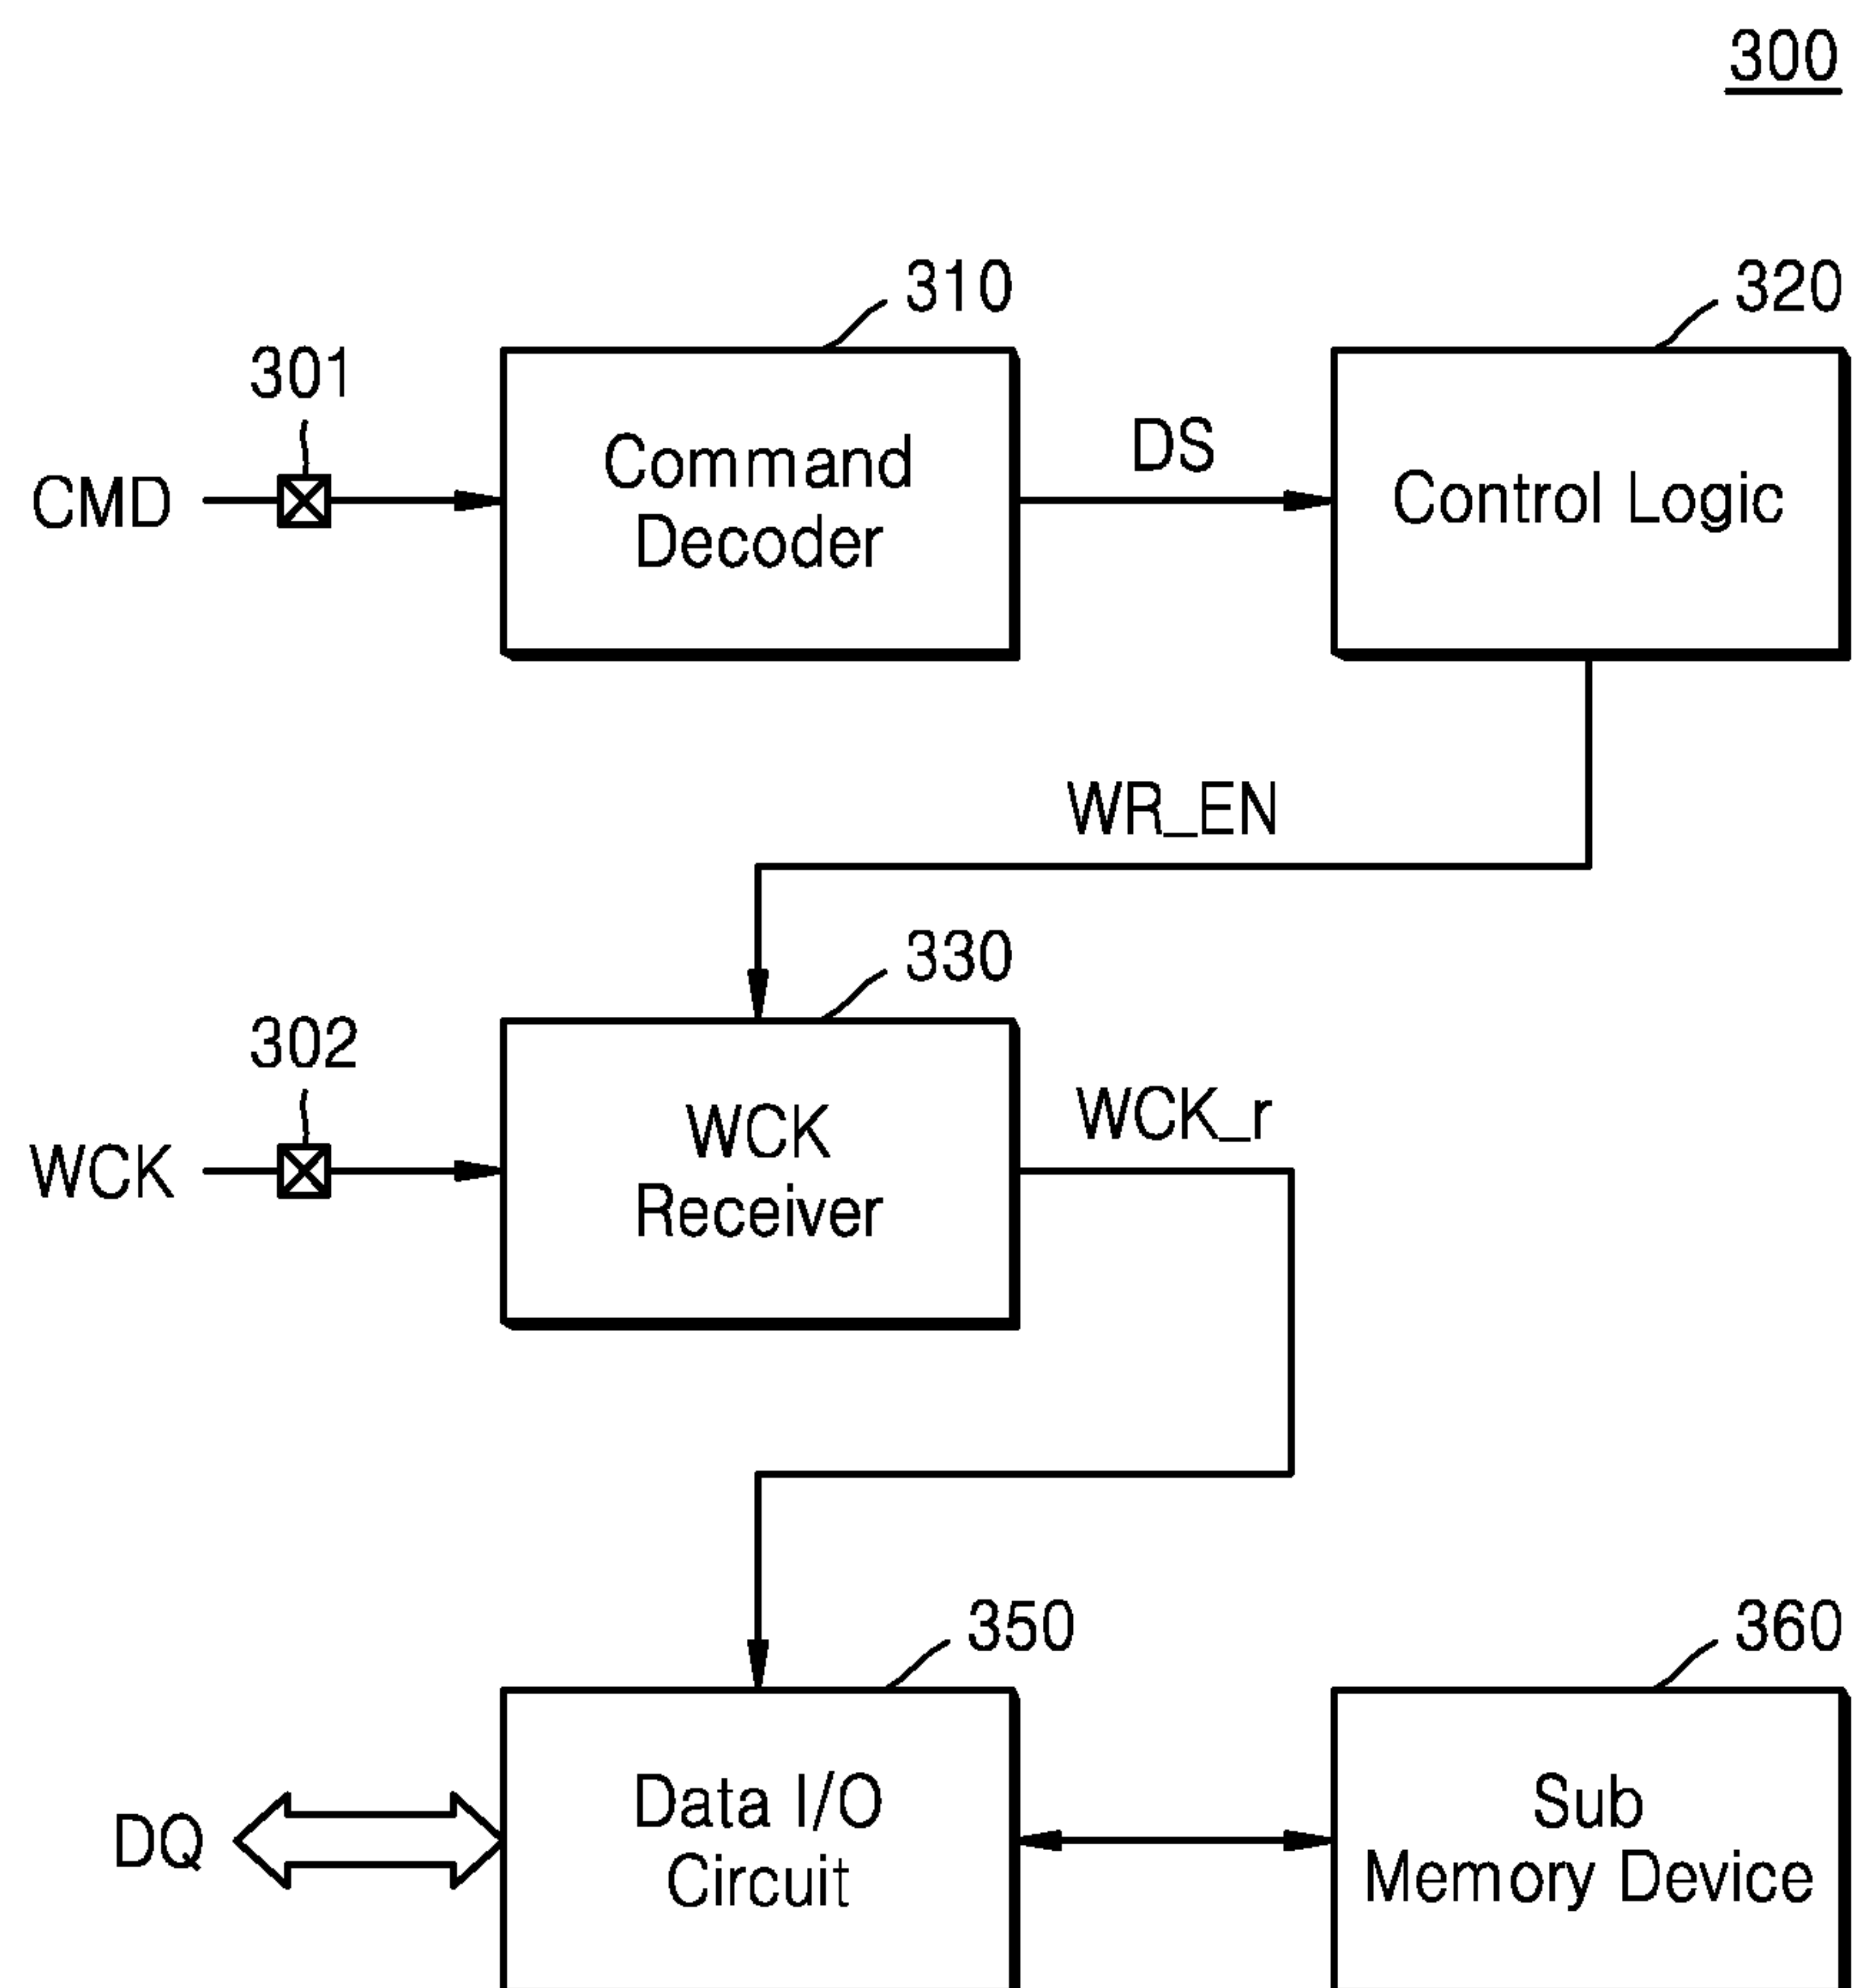 300
310
320
301
CMD
Command
Decoder
DS
Control Logic
WR_EN
330
302
WCK
WCK
Receiver
WCK_r
350
360
DQ
Data I/O
Circuit
Sub
Memory Device